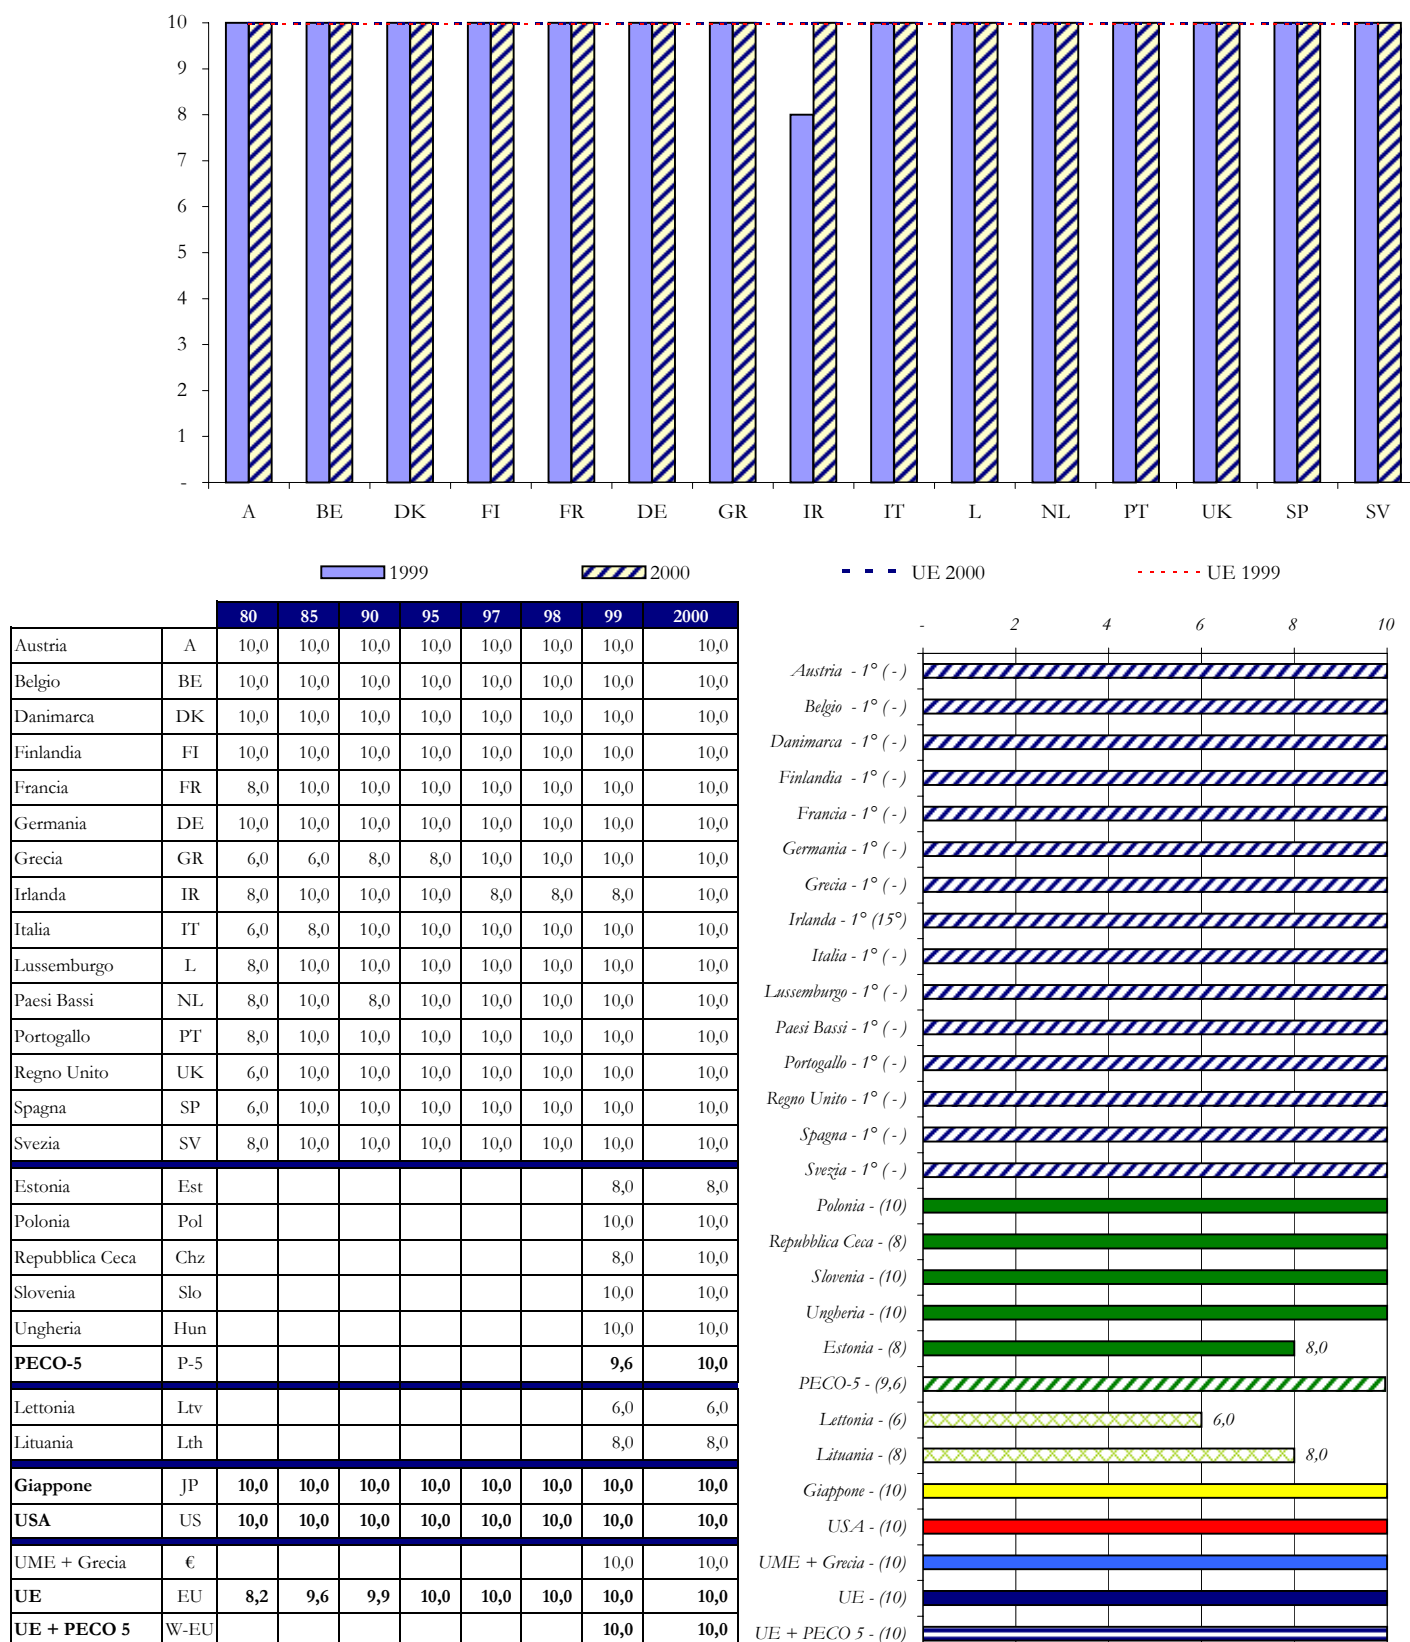 10
9
8
7
6
5
4
3
2
1
-
A BE DK FI FR DE GR IR IT L NL PT UK SP SV
1999 2000 UE 2000 UE 1999
80 85 90 95 97 98 99 2000
Austria A 10,0 10,0 10,0 10,0 10,0 10,0 10,0 10,0
Belgio BE 10,0 10,0 10,0 10,0 10,0 10,0 10,0 10,0
Danimarca DK 10,0 10,0 10,0 10,0 10,0 10,0 10,0 10,0
Finlandia FI 10,0 10,0 10,0 10,0 10,0 10,0 10,0 10,0
Francia FR 8,0 10,0 10,0 10,0 10,0 10,0 10,0 10,0
Germania DE 10,0 10,0 10,0 10,0 10,0 10,0 10,0 10,0
Grecia GR 6,0 6,0 8,0 8,0 10,0 10,0 10,0 10,0
Irlanda IR 8,0 10,0 10,0 10,0 8,0 8,0 8,0 10,0
Italia IT 6,0 8,0 10,0 10,0 10,0 10,0 10,0 10,0
Lussemburgo L 8,0 10,0 10,0 10,0 10,0 10,0 10,0 10,0
Paesi Bassi NL 8,0 10,0 8,0 10,0 10,0 10,0 10,0 10,0
Portogallo PT 8,0 10,0 10,0 10,0 10,0 10,0 10,0 10,0
Regno Unito UK 6,0 10,0 10,0 10,0 10,0 10,0 10,0 10,0
Spagna SP 6,0 10,0 10,0 10,0 10,0 10,0 10,0 10,0
Svezia SV 8,0 10,0 10,0 10,0 10,0 10,0 10,0 10,0
Estonia Est 8,0 8,0
Polonia Pol 10,0 10,0
Repubblica Ceca Chz 8,0 10,0
Slovenia Slo 10,0 10,0
Ungheria Hun 10,0 10,0
PECO-5 P-5 9,6 10,0
Lettonia Ltv 6,0 6,0
Lituania Lth 8,0 8,0
Giappone JP 10,0 10,0 10,0 10,0 10,0 10,0 10,0 10,0
USA US 10,0 10,0 10,0 10,0 10,0 10,0 10,0 10,0
UME + Grecia € 10,0 10,0
UE EU 8,2 9,6 9,9 10,0 10,0 10,0 10,0 10,0
UE + PECO 5 W-EU 10,0 10,0
- 2 4 6 8 10
Austria - 1° ( - )
Belgio - 1° ( - )
Danimarca - 1° ( - )
Finlandia - 1° ( - )
Francia - 1° ( - )
Germania - 1° ( - )
Grecia - 1° ( - )
Irlanda - 1° (15°)
Italia - 1° ( - )
Lussemburgo - 1° ( - )
Paesi Bassi - 1° ( - )
Portogallo - 1° ( - )
Regno Unito - 1° ( - )
Spagna - 1° ( - )
Svezia - 1° ( - )
Polonia - (10)
Repubblica Ceca - (8)
Slovenia - (10)
Ungheria - (10)
Estonia - (8) 8,0
PECO-5 - (9,6)
Lettonia - (6) 6,0
Lituania - (8) 8,0
Giappone - (10)
USA - (10)
UME + Grecia - (10)
UE - (10)
UE + PECO 5 - (10)